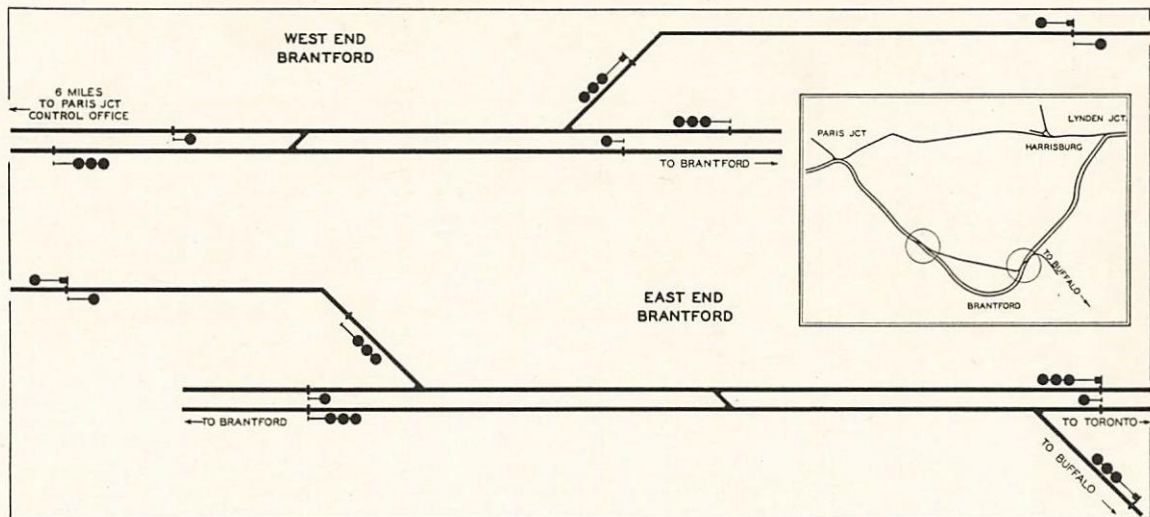 WEST END
BRANTFORD
6 MILES
TO PARIS JCT
CONTROL OFFICE
TO BRANTFORD
PARIS JCT
LYNDEN JCT.
HARRISBURG
TO BUFFALO
BRANTFORD
EAST END
BRANTFORD
TO BRANTFORD
TO TORONTO
TO BUFFALO